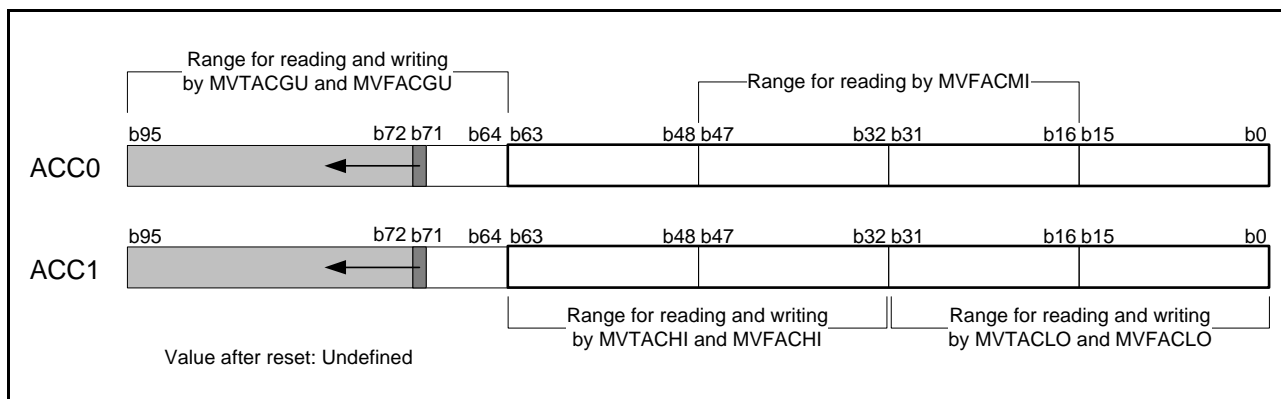 Range for reading and writing
by MVTACGU and MVFACGU
Range for reading by MVFACMI
b95 b72 b71 b64 b63 b48 b47 b32 b31 b16 b15 b0
ACC0
b95 b72 b71 b64 b63 b48 b47 b32 b31 b16 b15 b0
ACC1
Range for reading and writing
by MVTACHI and MVFACHI
Range for reading and writing
by MVTACLO and MVFACLO
Value after reset: Undefined